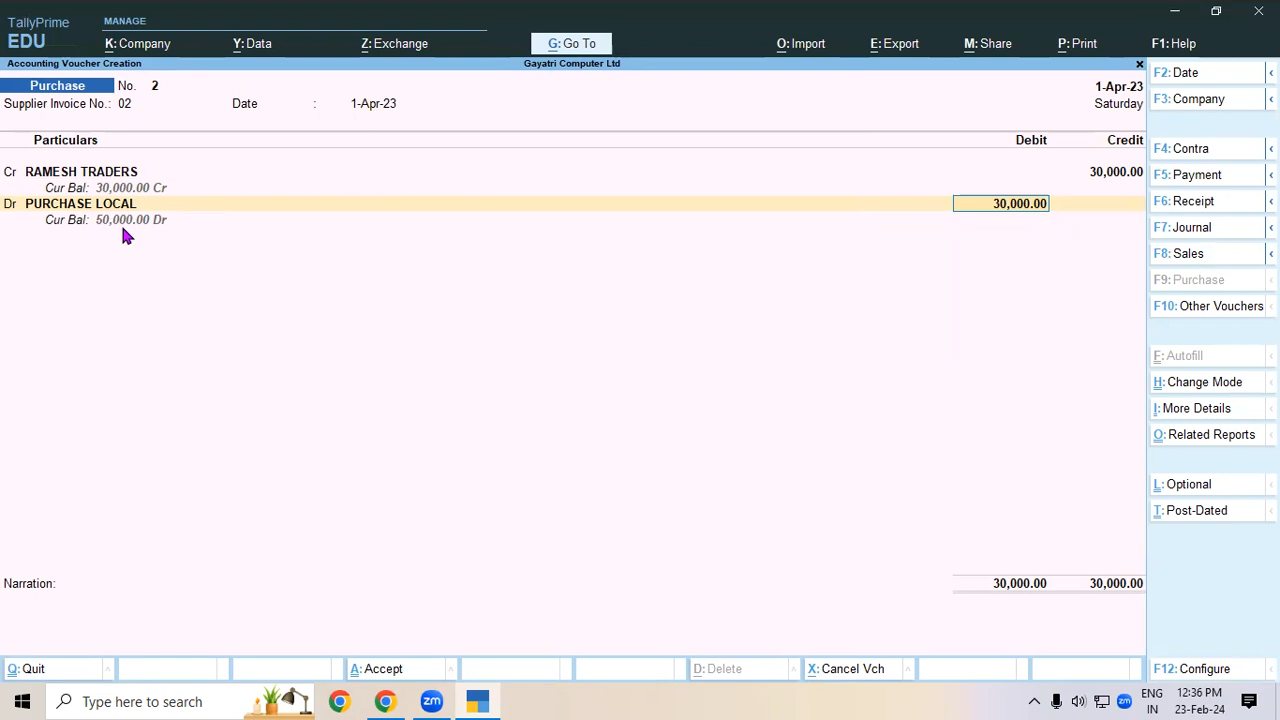 TallyPrime
EDU
MANAGE
K: Company
Y: Data
Z: Exchange
G: Go To
O: Import
E: Export
M: Share
P: Print
F1: Help
Accounting Voucher Creation
Gayatri Computer Ltd
Purchase No. 2
1-Apr-23
Supplier Invoice No.: 02 Date : 1-Apr-23
Saturday
Particulars Debit Credit
Cr RAMESH TRADERS 30,000.00
Cur Bal: 30,000.00 Cr
Dr PURCHASE LOCAL 30,000.00
Cur Bal: 50,000.00 Dr
Narration: 30,000.00 30,000.00
F2: Date
F3: Company
F4: Contra
F5: Payment
F6: Receipt
F7: Journal
F8: Sales
F9: Purchase
F10: Other Vouchers
F: Autofill
H: Change Mode
I: More Details
O: Related Reports
L: Optional
T: Post-Dated
F12: Configure
Q: Quit
A: Accept
D: Delete
X: Cancel Vch
Type here to search
zm
zm
ENG
IN
12:36 PM
23-Feb-24